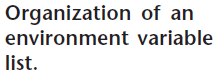 Organization of an
environment variable
list.